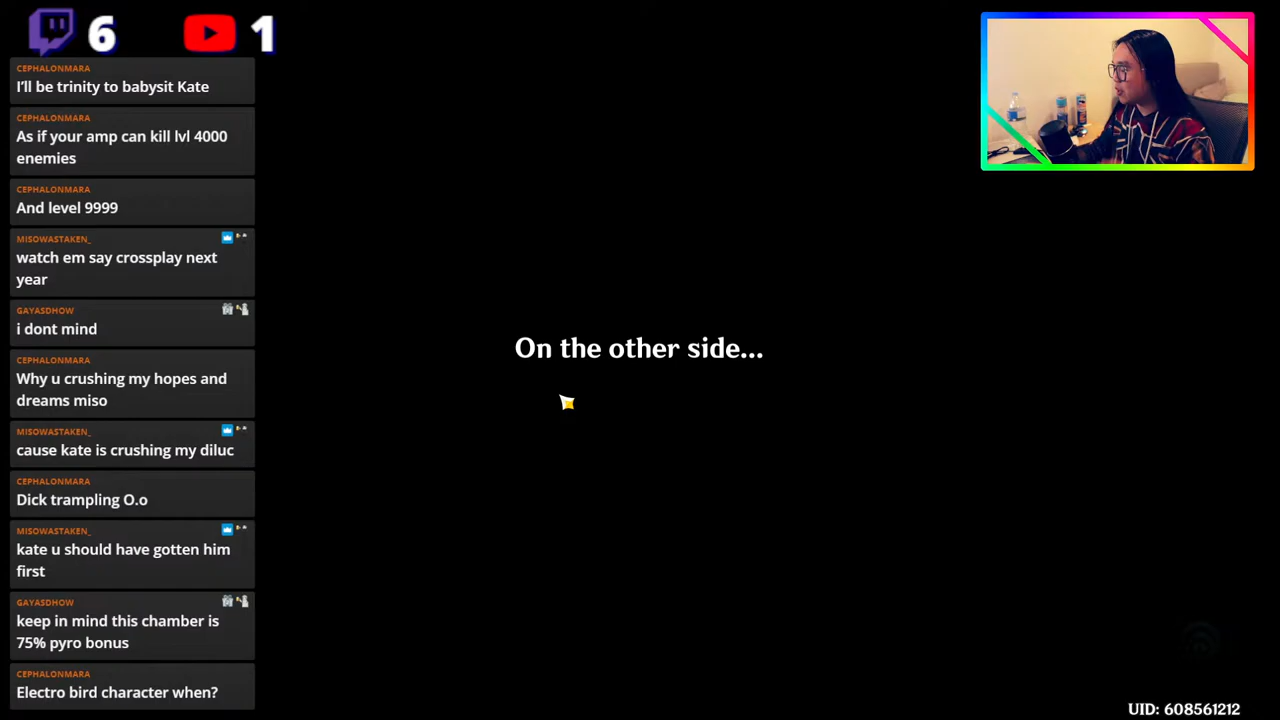 6
1
CEPHALONMARA
I'll be trinity to babysit Kate
CEPHALONMARA
As if your amp can kill lvl 4000
enemies
CEPHALONMARA
And level 9999
MISOWASTAKEN_
watch em say crossplay next
year
GAYASDHOW
i dont mind
CEPHALONMARA
Why u crushing my hopes and
dreams miso
MISOWASTAKEN_
cause kate is crushing my diluc
CEPHALONMARA
Dick trampling O.o
MISOWASTAKEN_
kate u should have gotten him
first
GAYASDHOW
keep in mind this chamber is
75% pyro bonus
CEPHALONMARA
Electro bird character when?
On the other side...
UID: 608561212